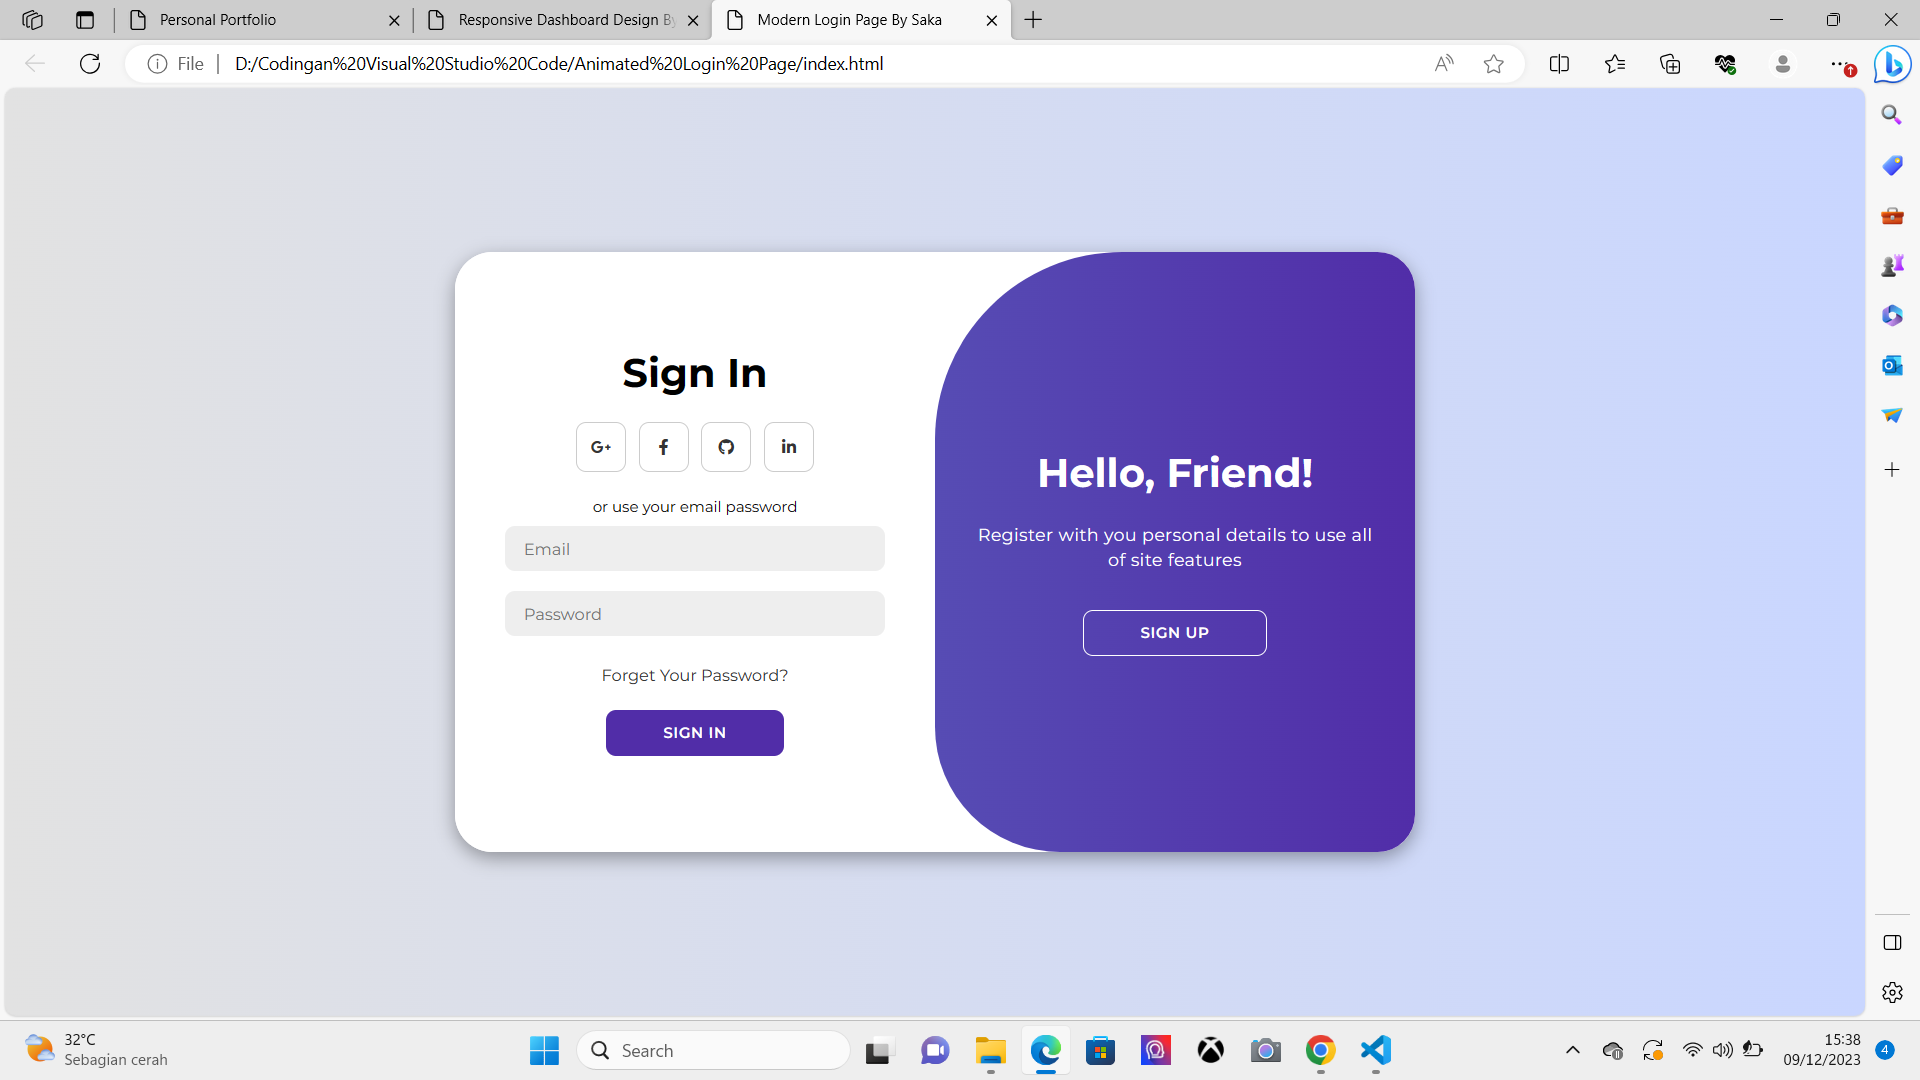 Personal Portfolio
Responsive Dashboard Design By
Modern Login Page By Saka
File
D:/Codingan%20Visual%20Studio%20Code/Animated%20Login%20Page/index.html
Sign In
G+ f in
or use your email password
Email
Password
Forget Your Password?
SIGN IN
Hello, Friend!
Register with you personal details to use all
of site features
SIGN UP
32°C
Sebagian cerah
Search
15:38
09/12/2023
4